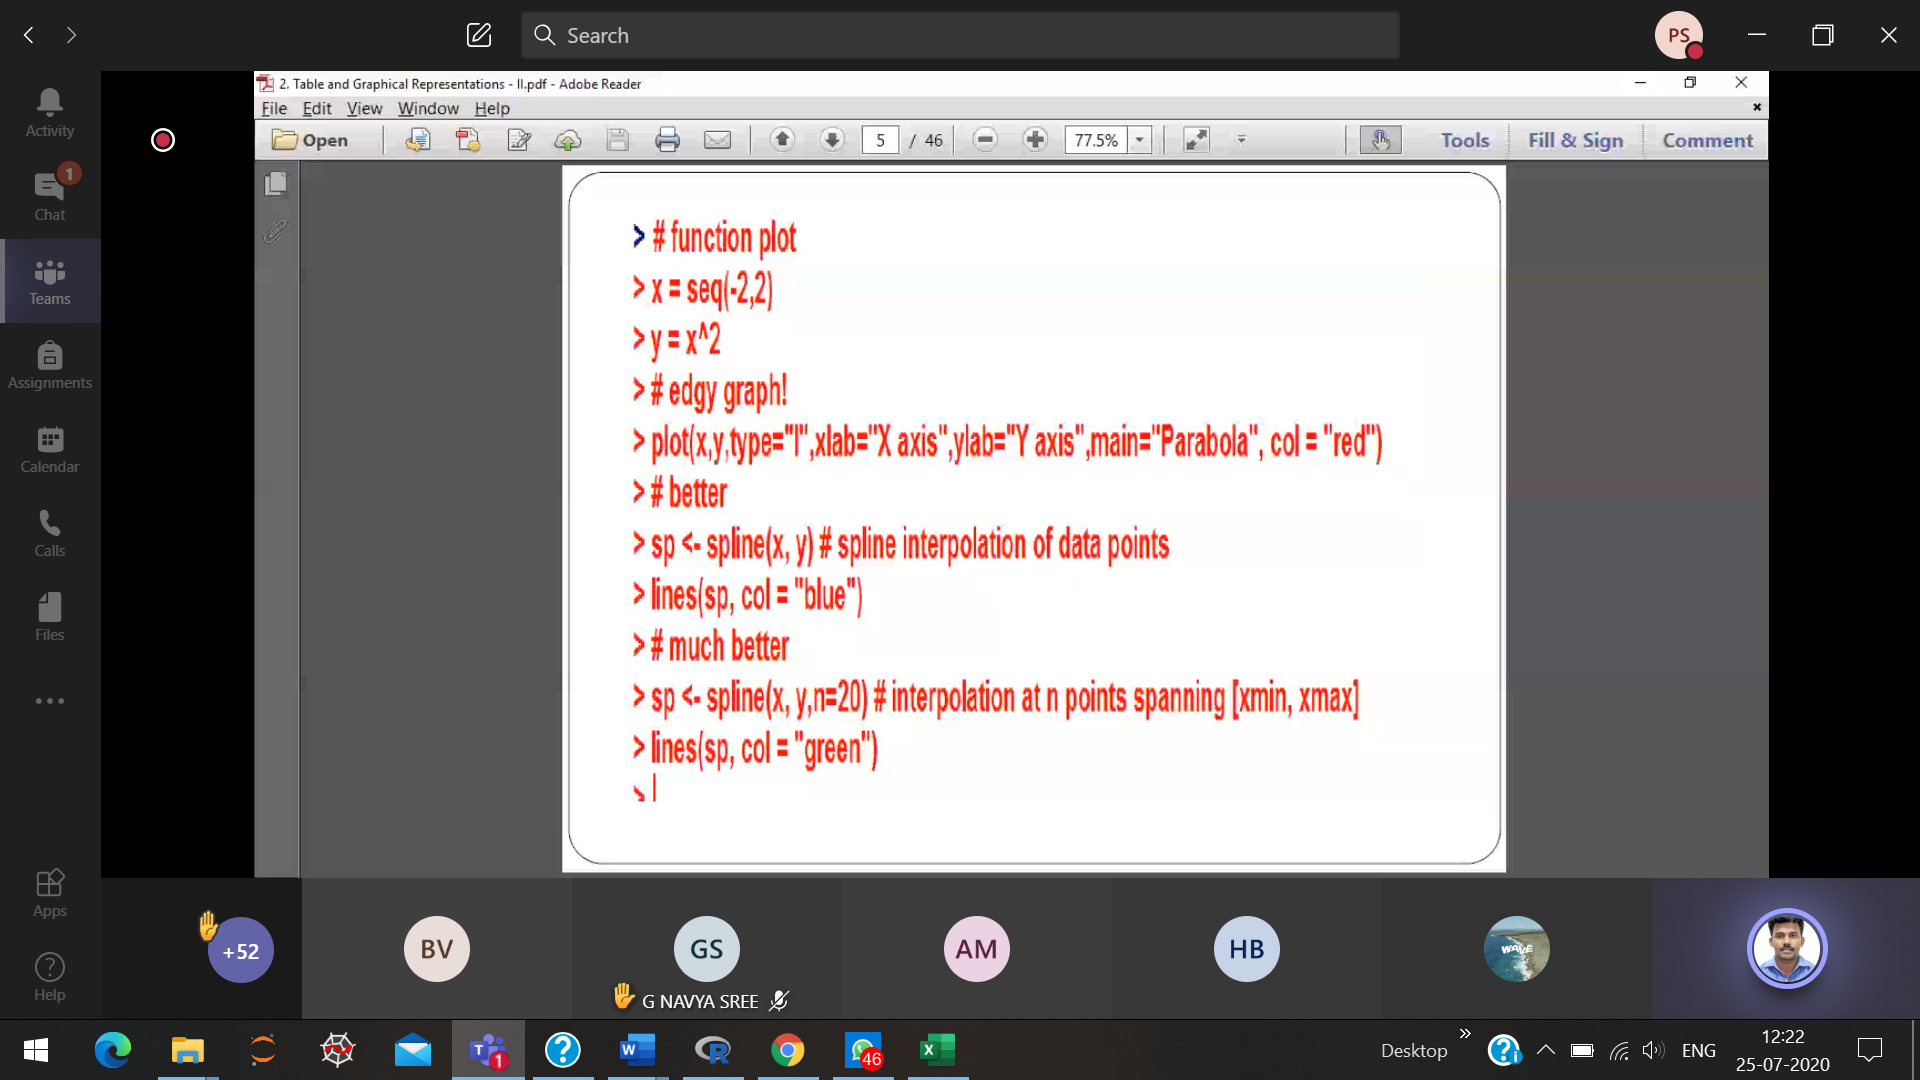 Search
PS
2. Table and Graphical Representations - II.pdf - Adobe Reader
File Edit View Window Help
Open 5 / 46 77.5% Tools Fill & Sign Comment
Activity
1
Chat
Teams
Assignments
Calendar
Calls
Files
Apps
Help
> # function plot
> x = seq(-2,2)
> y = x^2
> # edgy graph!
> plot(x,y,type="l",xlab="X axis",ylab="Y axis",main="Parabola", col = "red")
> # better
> sp <- spline(x, y) # spline interpolation of data points
> lines(sp, col = "blue")
> # much better
> sp <- spline(x, y,n=20) # interpolation at n points spanning [xmin, xmax]
> lines(sp, col = "green")
+52 BV GS AM HB WAVE
G NAVYA SREE
1 W R 46 X Desktop ENG 12:22
25-07-2020